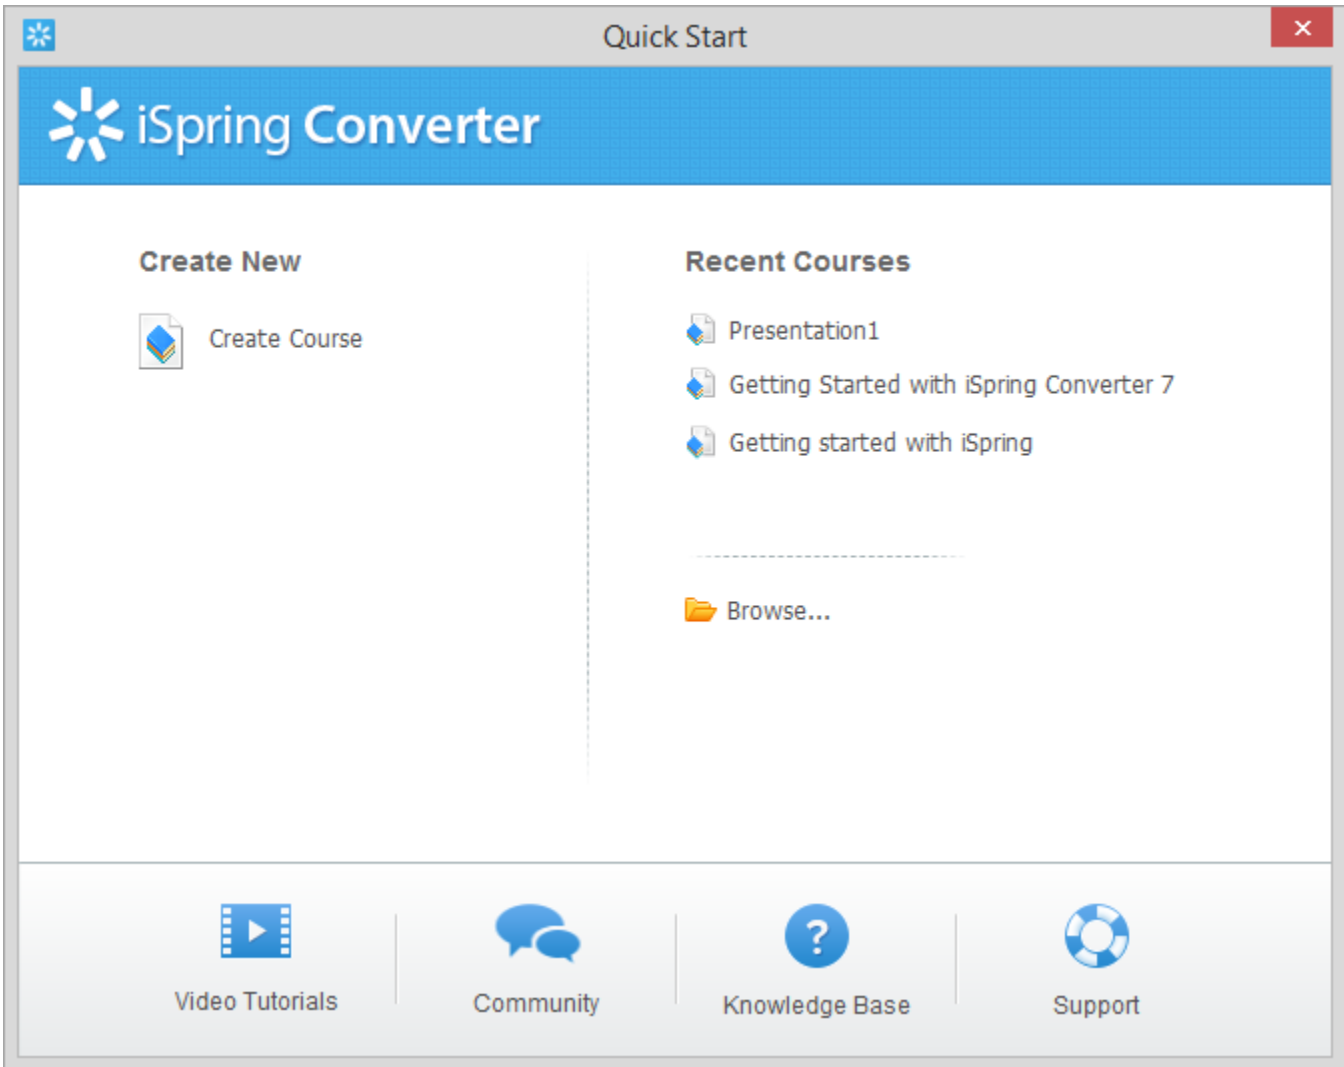 Quick Start
iSpring Converter
Create New
Create Course
Recent Courses
Presentation1
Getting Started with iSpring Converter 7
Getting started with iSpring
Browse...
Video Tutorials
Community
Knowledge Base
Support